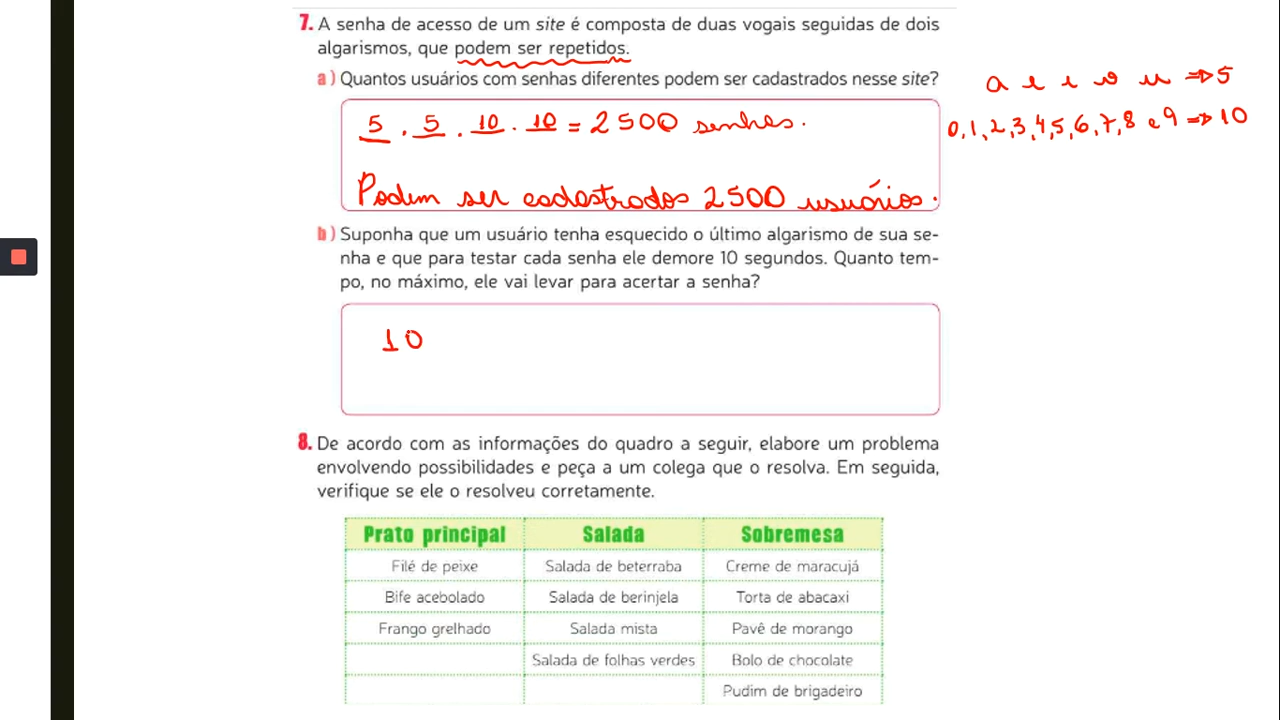 7. A senha de acesso de um site é composta de duas vogais seguidas de dois
algarismos, que podem ser repetidos.
a) Quantos usuários com senhas diferentes podem ser cadastrados nesse site?
a e i o u => 5
0,1,2,3,4,5,6,7,8 e 9 => 10
5 . 5 . 10 . 10 = 2500 senhas.
Podem ser cadastrados 2500 usuários.
b) Suponha que um usuário tenha esquecido o último algarismo de sua se-
nha e que para testar cada senha ele demore 10 segundos. Quanto tem-
po, no máximo, ele vai levar para acertar a senha?
10
8. De acordo com as informações do quadro a seguir, elabore um problema
envolvendo possibilidades e peça a um colega que o resolva. Em seguida,
verifique se ele o resolveu corretamente.
Prato principal Salada Sobremesa
Filé de peixe Salada de beterraba Creme de maracujá
Bife acebolado Salada de berinjela Torta de abacaxi
Frango grelhado Salada mista Pavê de morango
Salada de folhas verdes Bolo de chocolate
Pudim de brigadeiro